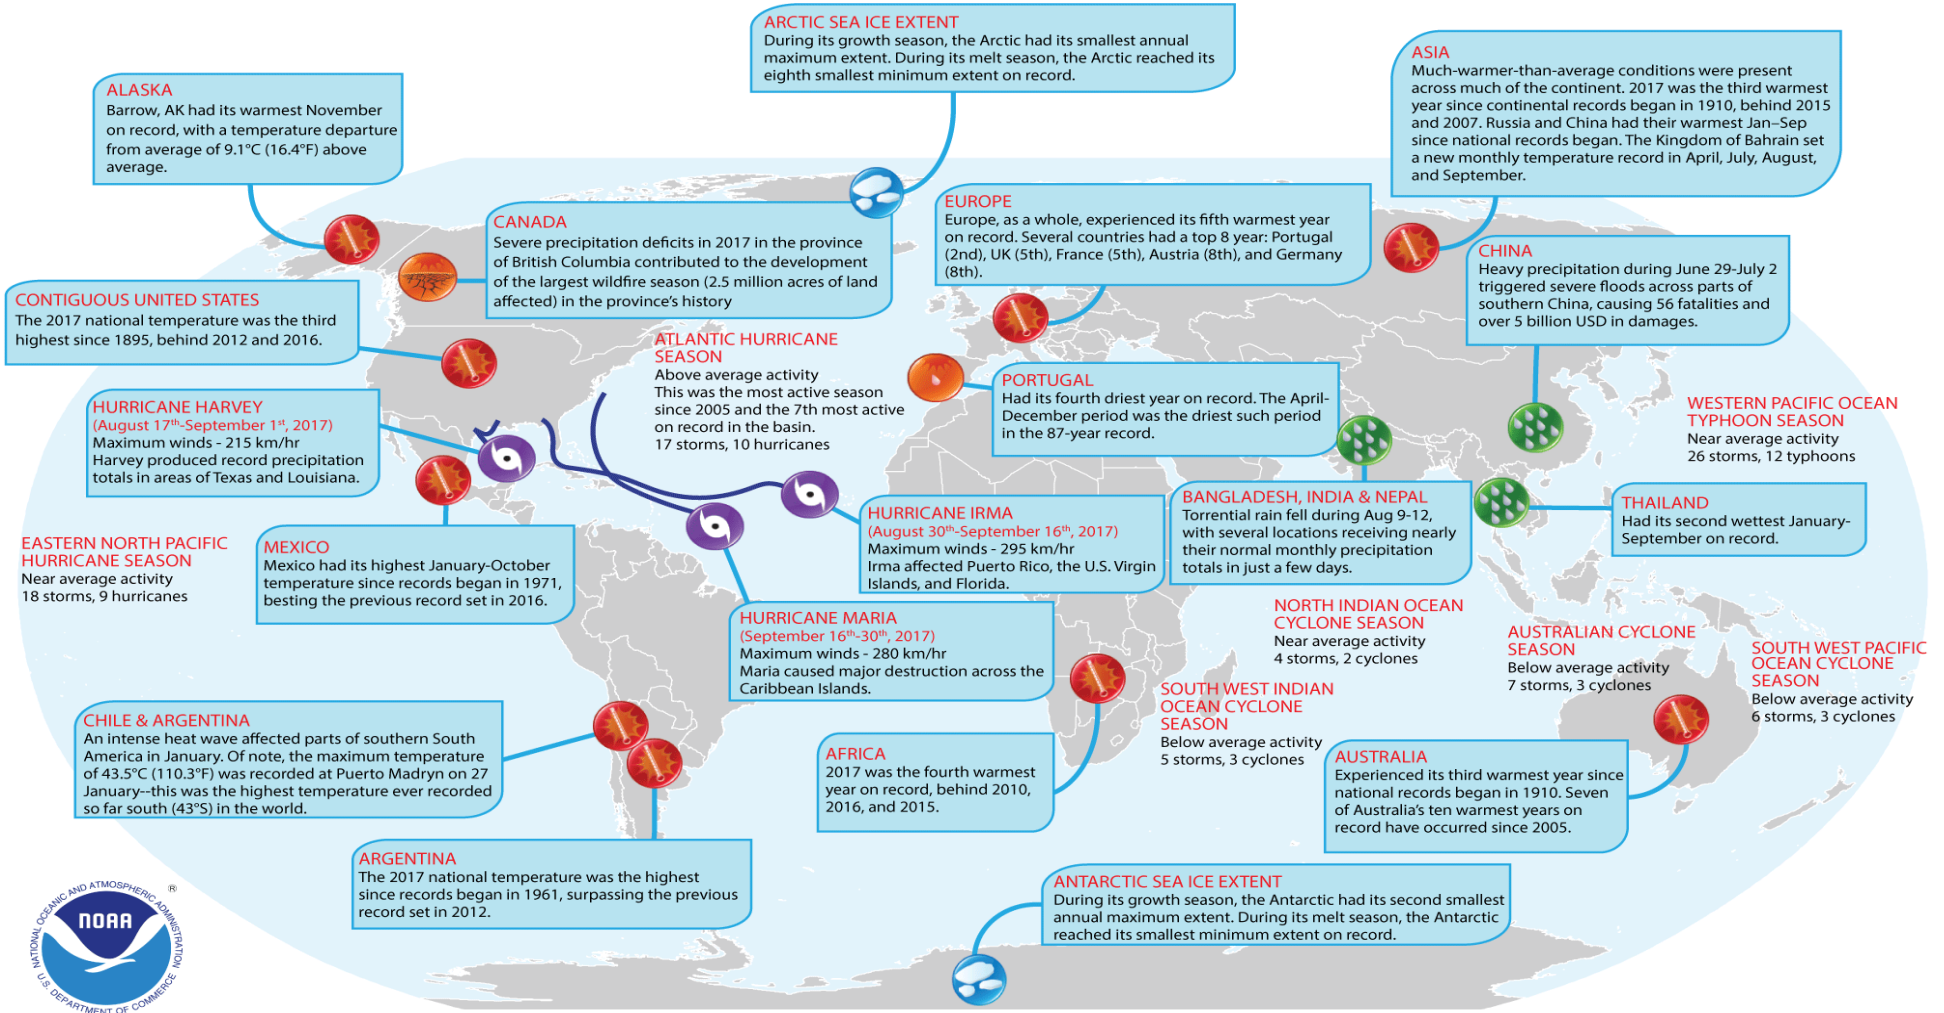 ARCTIC SEA ICE EXTENT
During its growth season, the Arctic had its smallest annual
maximum extent. During its melt season, the Arctic reached its
eighth smallest minimum extent on record.
ASIA
Much-warmer-than-average conditions were present
across much of the continent. 2017 was the third warmest
year since continental records began in 1910, behind 2015
and 2007. Russia and China had their warmest Jan–Sep
since national records began. The Kingdom of Bahrain set
a new monthly temperature record in April, July, August,
and September.
ALASKA
Barrow, AK had its warmest November
on record, with a temperature departure
from average of 9.1°C (16.4°F) above
average.
CANADA
Severe precipitation deficits in 2017 in the province
of British Columbia contributed to the development
of the largest wildfire season (2.5 million acres of land
affected) in the province's history
EUROPE
Europe, as a whole, experienced its fifth warmest year
on record. Several countries had a top 8 year: Portugal
(2nd), UK (5th), France (5th), Austria (8th), and Germany
(8th).
CHINA
Heavy precipitation during June 29-July 2
triggered severe floods across parts of
southern China, causing 56 fatalities and
over 5 billion USD in damages.
CONTIGUOUS UNITED STATES
The 2017 national temperature was the third
highest since 1895, behind 2012 and 2016.
ATLANTIC HURRICANE
SEASON
Above average activity
This was the most active season
since 2005 and the 7th most active
on record in the basin.
17 storms, 10 hurricanes
PORTUGAL
Had its fourth driest year on record. The April-
December period was the driest such period
in the 87-year record.
HURRICANE HARVEY
(August 17th-September 1st, 2017)
Maximum winds - 215 km/hr
Harvey produced record precipitation
totals in areas of Texas and Louisiana.
WESTERN PACIFIC OCEAN
TYPHOON SEASON
Near average activity
26 storms, 12 typhoons
HURRICANE IRMA
(August 30th-September 16th, 2017)
Maximum winds - 295 km/hr
Irma affected Puerto Rico, the U.S. Virgin
Islands, and Florida.
BANGLADESH, INDIA & NEPAL
Torrential rain fell during Aug 9-12,
with several locations receiving nearly
their normal monthly precipitation
totals in just a few days.
THAILAND
Had its second wettest January-
September on record.
EASTERN NORTH PACIFIC
HURRICANE SEASON
Near average activity
18 storms, 9 hurricanes
MEXICO
Mexico had its highest January-October
temperature since records began in 1971,
besting the previous record set in 2016.
HURRICANE MARIA
(September 16th-30th, 2017)
Maximum winds - 280 km/hr
Maria caused major destruction across the
Caribbean Islands.
NORTH INDIAN OCEAN
CYCLONE SEASON
Near average activity
4 storms, 2 cyclones
AUSTRALIAN CYCLONE
SEASON
Below average activity
7 storms, 3 cyclones
SOUTH WEST PACIFIC
OCEAN CYCLONE
SEASON
Below average activity
6 storms, 3 cyclones
SOUTH WEST INDIAN
OCEAN CYCLONE
SEASON
Below average activity
5 storms, 3 cyclones
CHILE & ARGENTINA
An intense heat wave affected parts of southern South
America in January. Of note, the maximum temperature
of 43.5°C (110.3°F) was recorded at Puerto Madryn on 27
January--this was the highest temperature ever recorded
so far south (43°S) in the world.
AFRICA
2017 was the fourth warmest
year on record, behind 2010,
2016, and 2015.
AUSTRALIA
Experienced its third warmest year since
national records began in 1910. Seven
of Australia's ten warmest years on
record have occurred since 2005.
ARGENTINA
The 2017 national temperature was the highest
since records began in 1961, surpassing the previous
record set in 2012.
ANTARCTIC SEA ICE EXTENT
During its growth season, the Antarctic had its second smallest
annual maximum extent. During its melt season, the Antarctic
reached its smallest minimum extent on record.
NATIONAL OCEANIC AND ATMOSPHERIC ADMINISTRATION
®
NOAA
U.S. DEPARTMENT OF COMMERCE